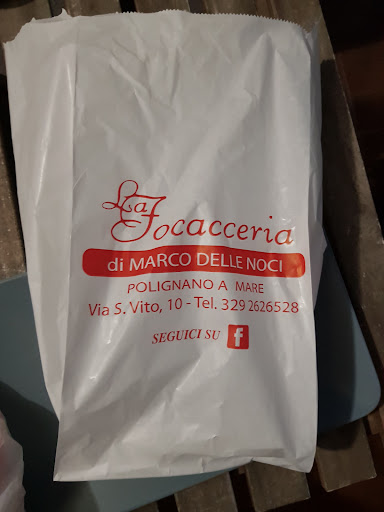 La
Focacceria
di MARCO DELLE NOCI
POLIGNANO A MARE
Via S. Vito, 10 - Tel. 329 2626528
SEGUICI SU f